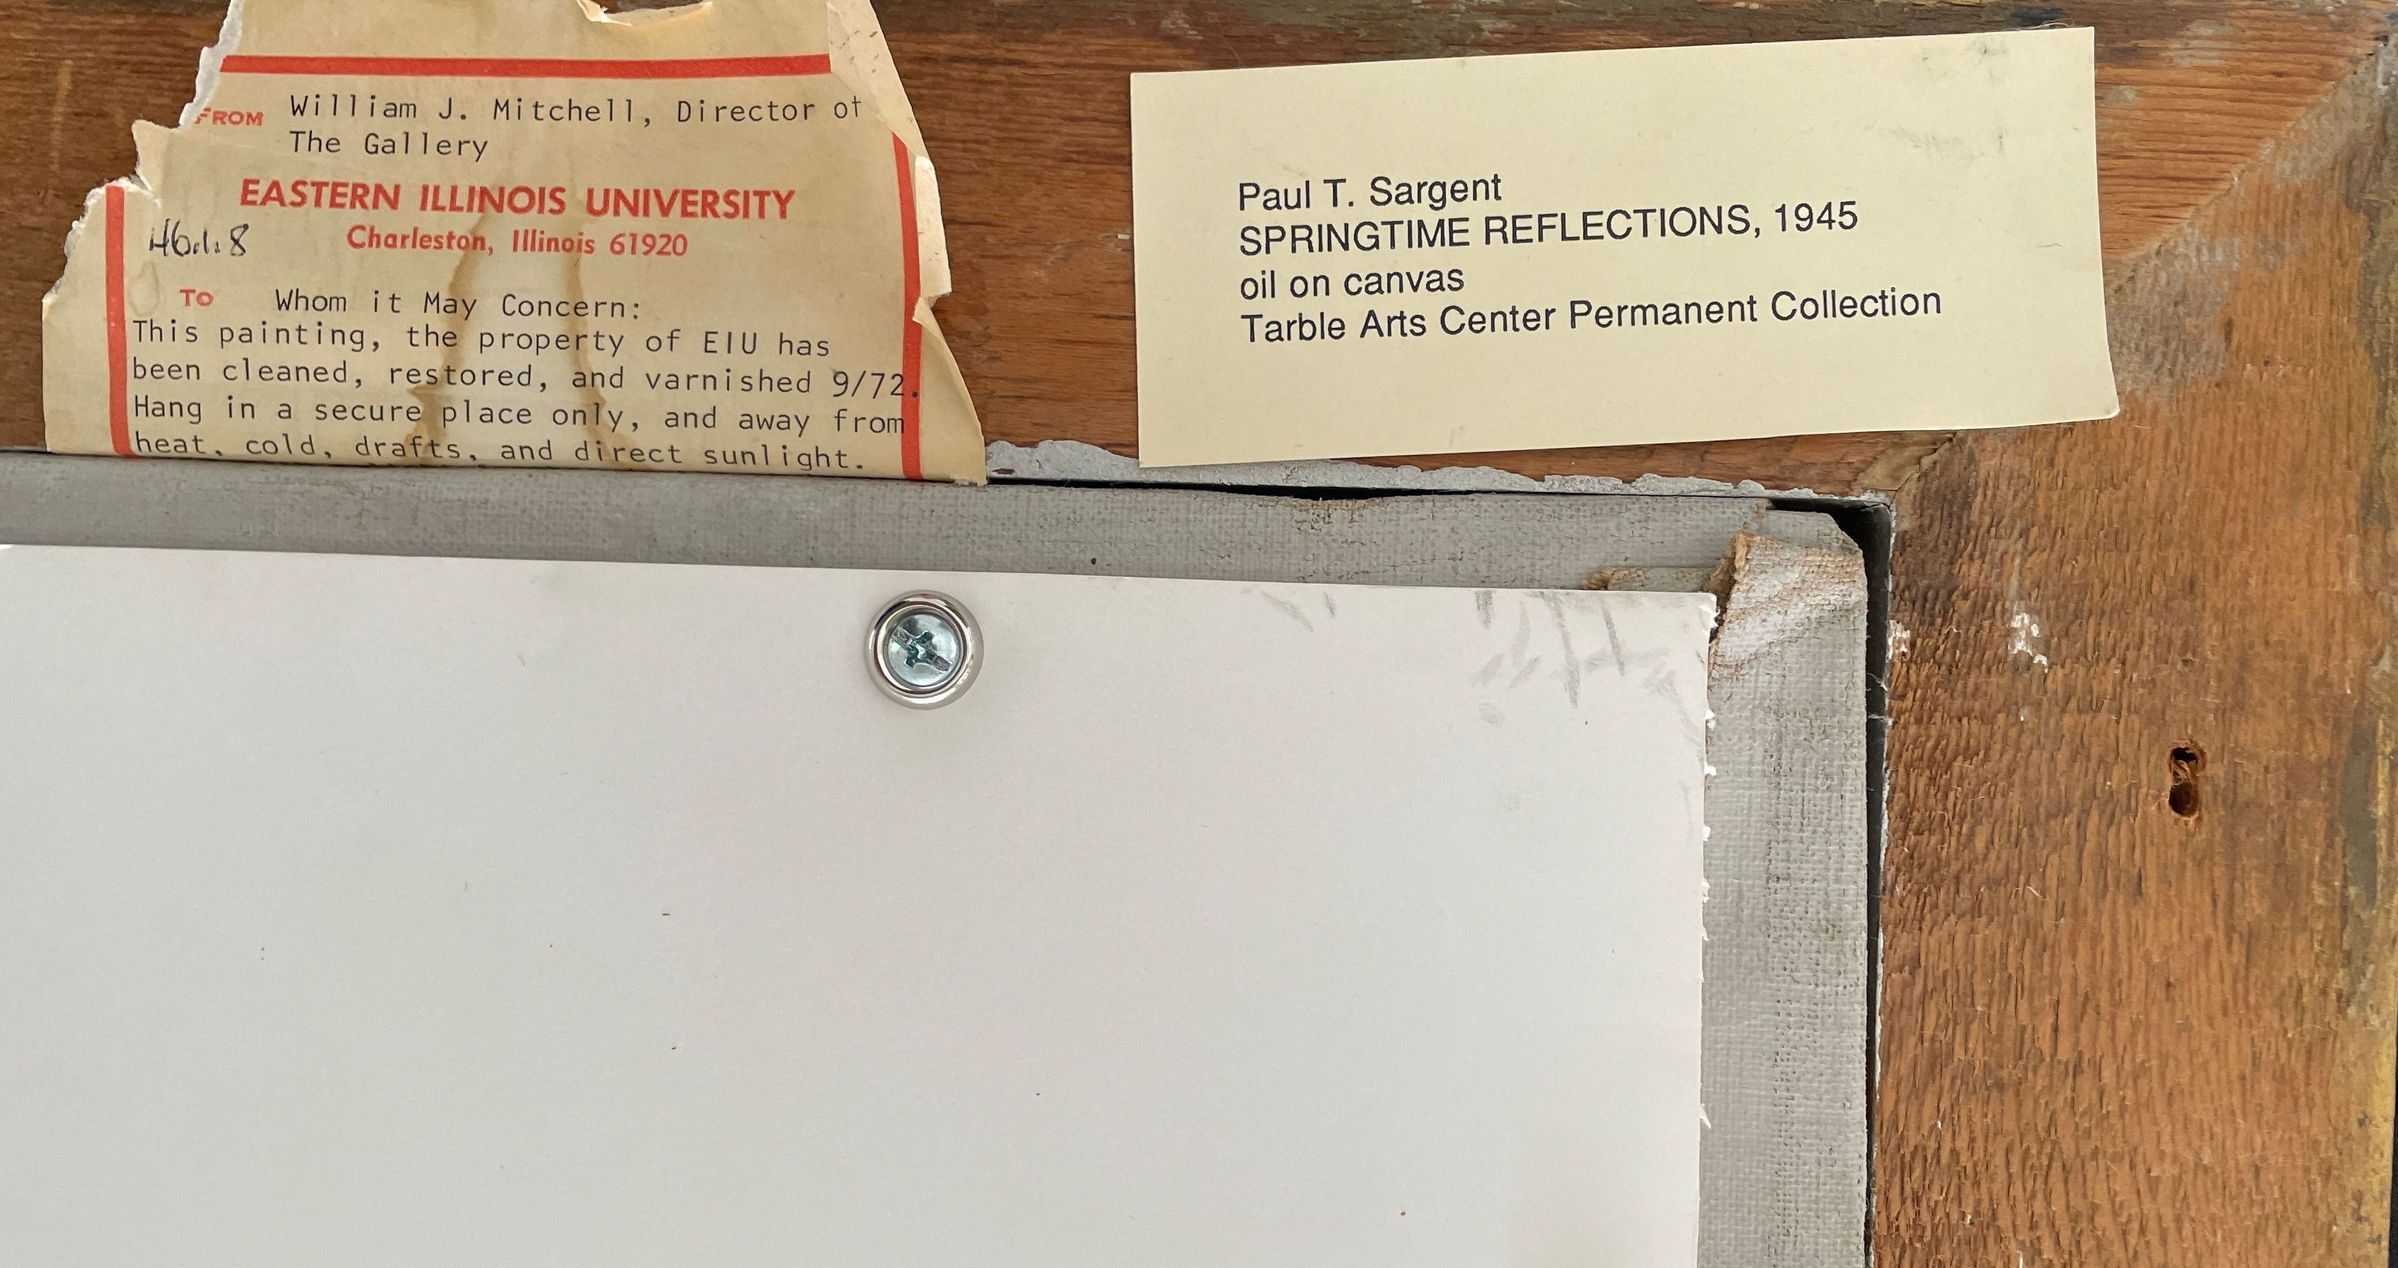 FROM William J. Mitchell, Director of
The Gallery
EASTERN ILLINOIS UNIVERSITY
46.1.8 Charleston, Illinois 61920
TO Whom it May Concern:
This painting, the property of EIU has
been cleaned, restored, and varnished 9/72.
Hang in a secure place only, and away from
heat, cold, drafts, and direct sunlight.
Paul T. Sargent
SPRINGTIME REFLECTIONS, 1945
oil on canvas
Tarble Arts Center Permanent Collection